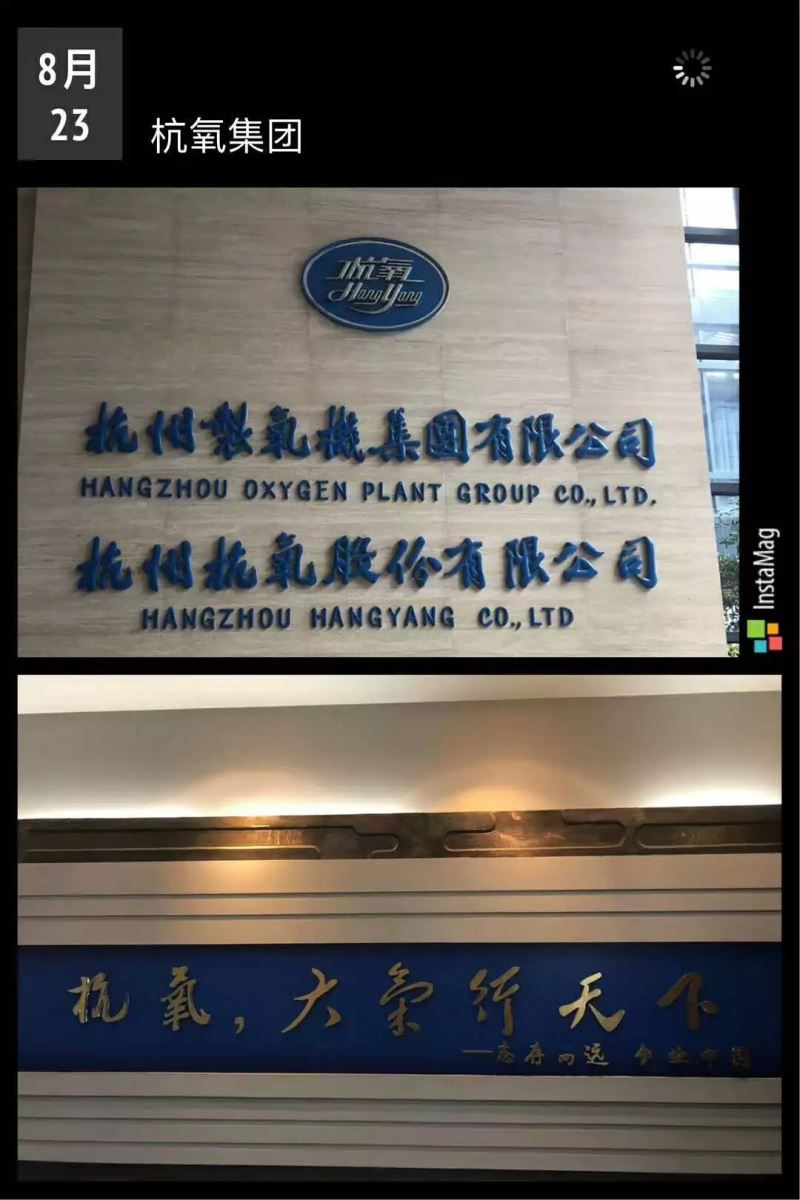 8月
23
杭氧集团
杭氧
HangYang
杭州製氧機集團有限公司
HANGZHOU OXYGEN PLANT GROUP CO.,LTD.
杭州杭氧股份有限公司
HANGZHOU HANGYANG CO.,LTD
InstaMag
杭氧,大氣行天下